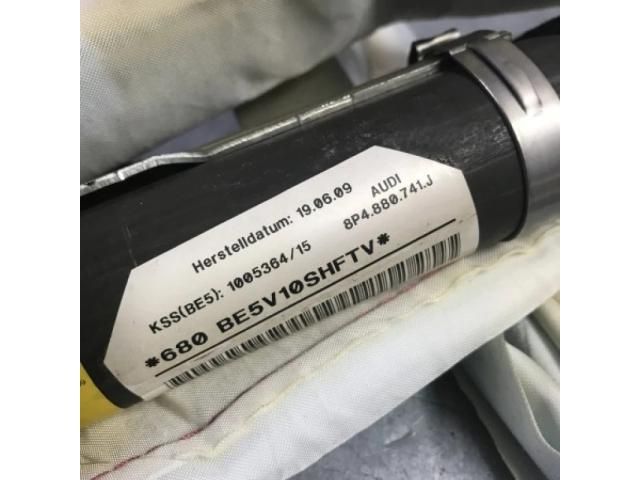 Herstelldatum: 19.06.09 AUDI
KSS(BE5): 1005364/15 8P4.880.741.J
*680 BE5V10SHFTV*